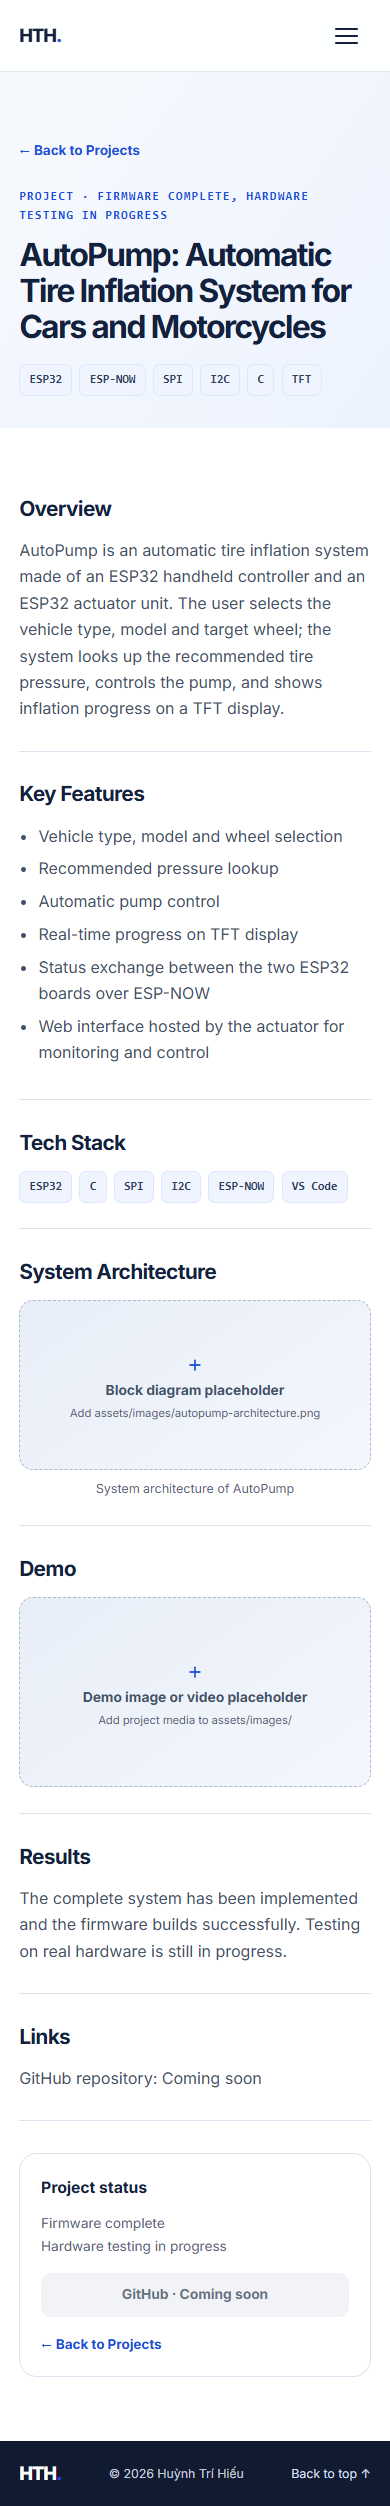 HTH.
← Back to Projects
PROJECT · FIRMWARE COMPLETE, HARDWARE
TESTING IN PROGRESS
AutoPump: Automatic
Tire Inflation System for
Cars and Motorcycles
ESP32 ESP-NOW SPI I2C C TFT
Overview
AutoPump is an automatic tire inflation system
made of an ESP32 handheld controller and an
ESP32 actuator unit. The user selects the
vehicle type, model and target wheel; the
system looks up the recommended tire
pressure, controls the pump, and shows
inflation progress on a TFT display.
Key Features
• Vehicle type, model and wheel selection
• Recommended pressure lookup
• Automatic pump control
• Real-time progress on TFT display
• Status exchange between the two ESP32
boards over ESP-NOW
• Web interface hosted by the actuator for
monitoring and control
Tech Stack
ESP32 C SPI I2C ESP-NOW VS Code
System Architecture
+
Block diagram placeholder
Add assets/images/autopump-architecture.png
System architecture of AutoPump
Demo
+
Demo image or video placeholder
Add project media to assets/images/
Results
The complete system has been implemented
and the firmware builds successfully. Testing
on real hardware is still in progress.
Links
GitHub repository: Coming soon
Project status
Firmware complete
Hardware testing in progress
GitHub · Coming soon
← Back to Projects
HTH. © 2026 Huỳnh Trí Hiếu Back to top ↑